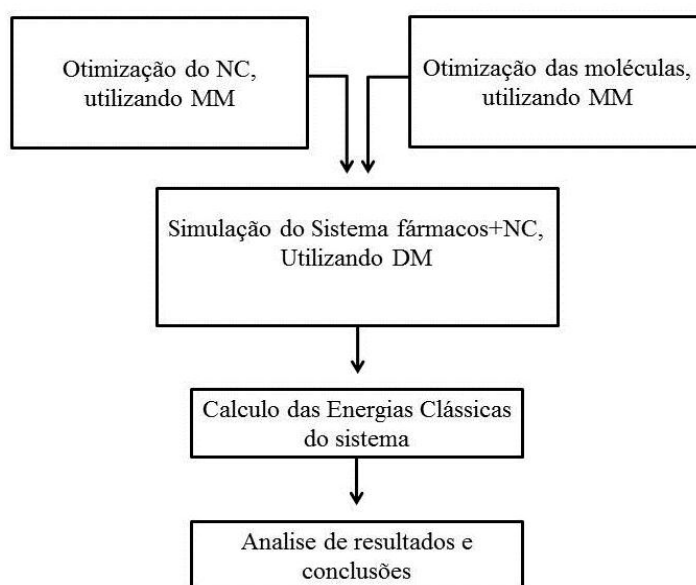 Otimização do NC,
utilizando MM
Otimização das moléculas,
utilizando MM
Simulação do Sistema fármacos+NC,
Utilizando DM
Calculo das Energias Clássicas
do sistema
Analise de resultados e
conclusões